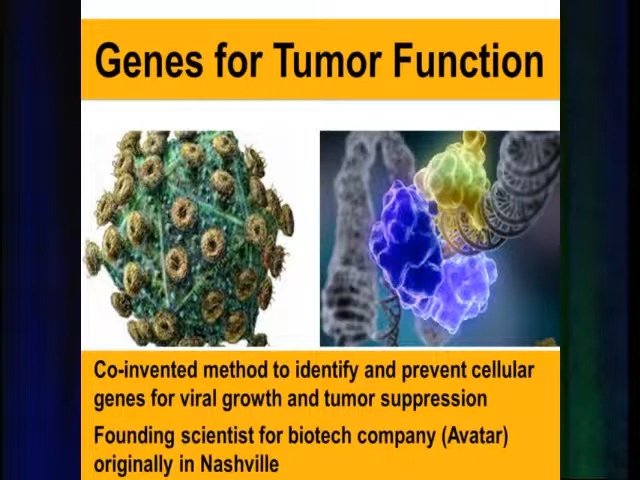 Genes for Tumor Function
Co-invented method to identify and prevent cellular
genes for viral growth and tumor suppression
Founding scientist for biotech company (Avatar)
originally in Nashville